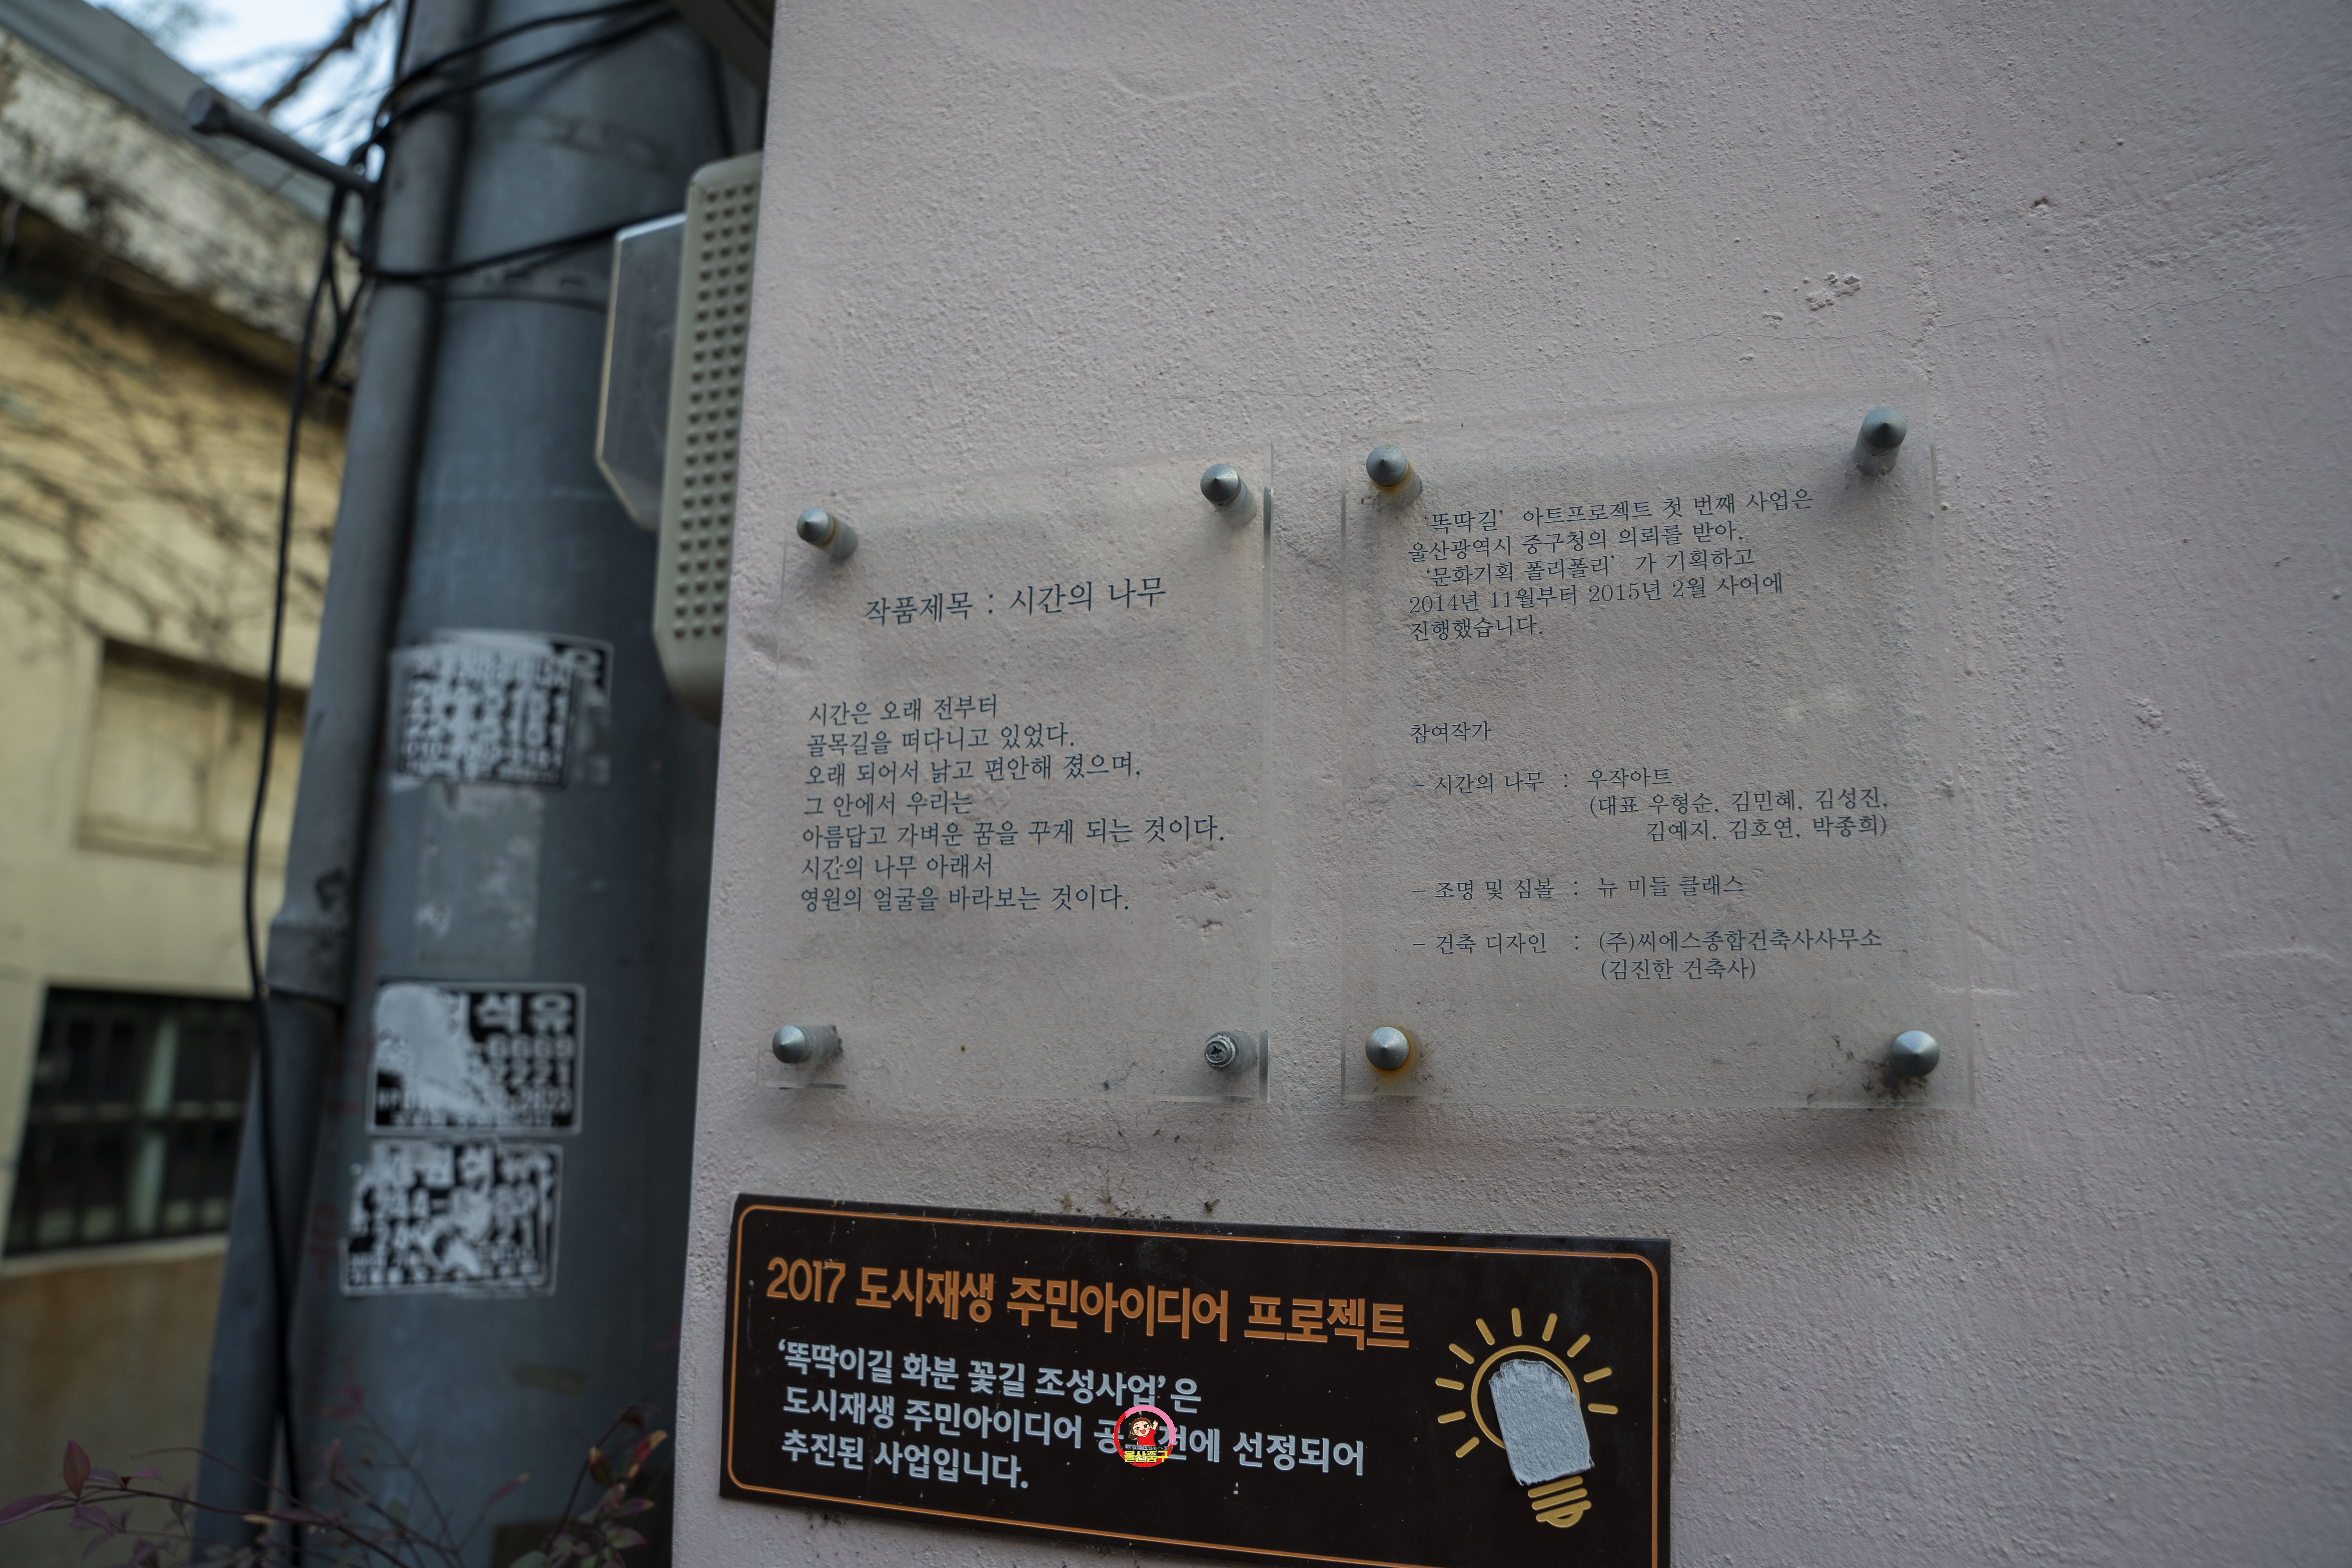 작품제목 : 시간의 나무
시간은 오래 전부터
골목길을 떠다니고 있었다.
오래 되어서 낡고 편안해 졌으며,
그 안에서 우리는
아름답고 가벼운 꿈을 꾸게 되는 것이다.
시간의 나무 아래서
영원의 얼굴을 바라보는 것이다.
'똑딱길' 아트프로젝트 첫 번째 사업은
울산광역시 중구청의 의뢰를 받아.
'문화기획 폴리폴리' 가 기획하고
2014년 11월부터 2015년 2월 사이에
진행했습니다.
참여작가
- 시간의 나무 : 우작아트
(대표 우형순, 김민혜, 김성진,
김예지, 김호연, 박종희)
- 조명 및 심볼 : 뉴 미들 클래스
- 건축 디자인 : (주)씨에스종합건축사사무소
(김진한 건축사)
2017 도시재생 주민아이디어 프로젝트
'똑딱이길 화분 꽃길 조성사업'은
도시재생 주민아이디어 공 전에 선정되어
추진된 사업입니다.
울산중구
석유